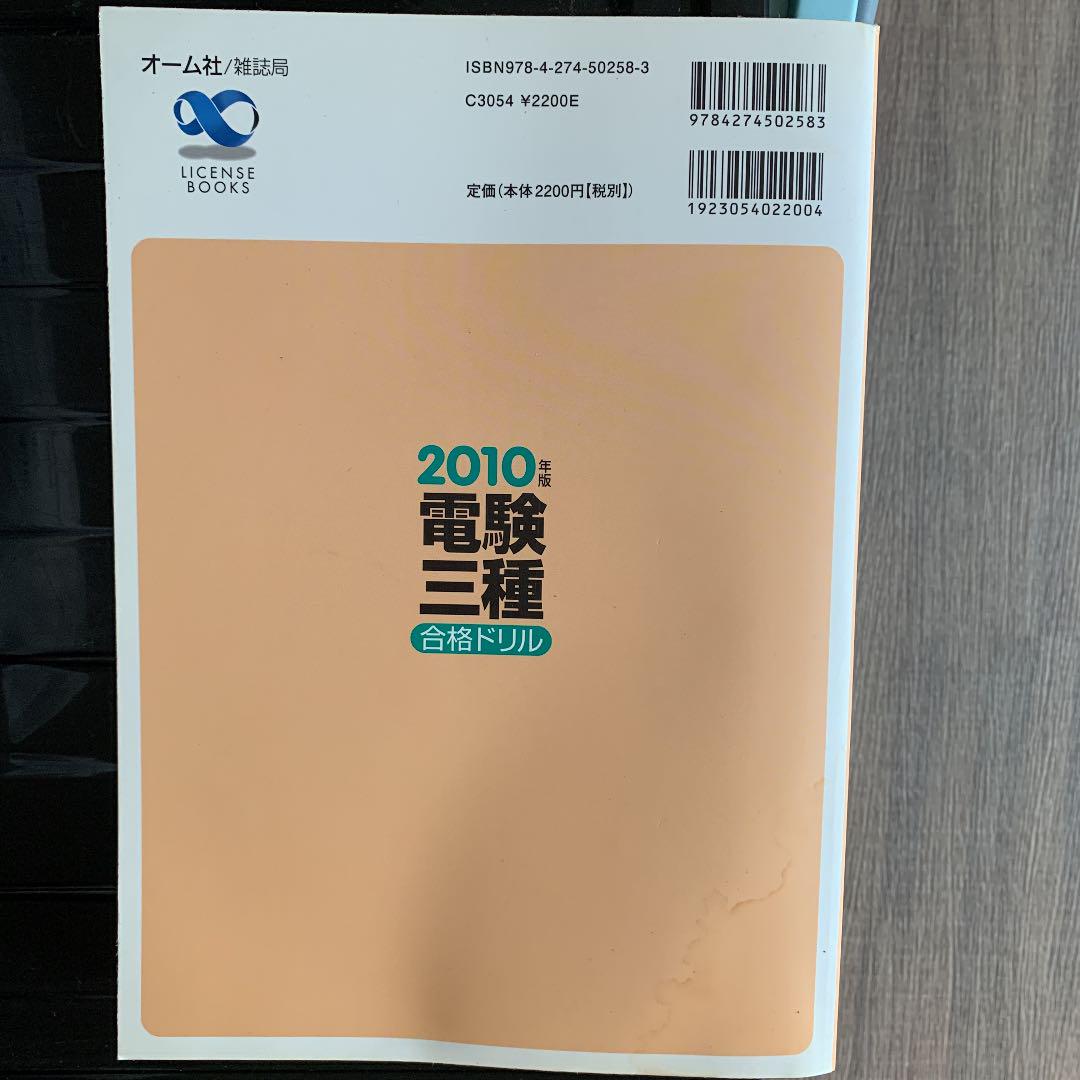 オーム社/雑誌局
LICENSE
BOOKS
ISBN978-4-274-50258-3
C3054 ¥2200E
定価(本体2200円【税別】)
9784274502583
1923054022004
2010年版
電験
三種
合格ドリル